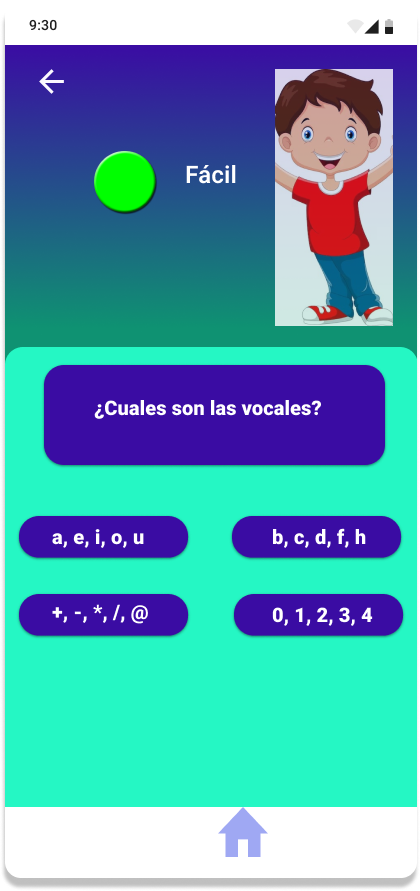 9:30
Fácil
¿Cuales son las vocales?
a, e, i, o, u
b, c, d, f, h
+, -, *, /, @
0, 1, 2, 3, 4